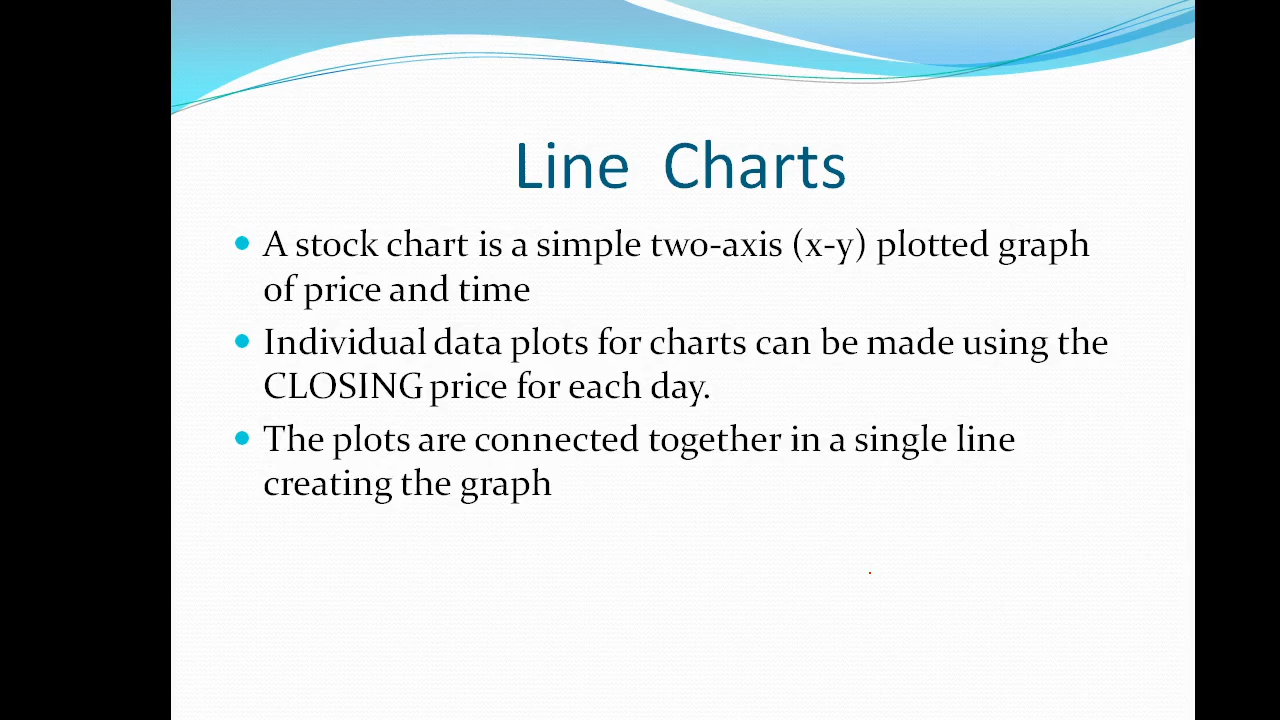 Line Charts
• A stock chart is a simple two-axis (x-y) plotted graph
of price and time
• Individual data plots for charts can be made using the
CLOSING price for each day.
• The plots are connected together in a single line
creating the graph